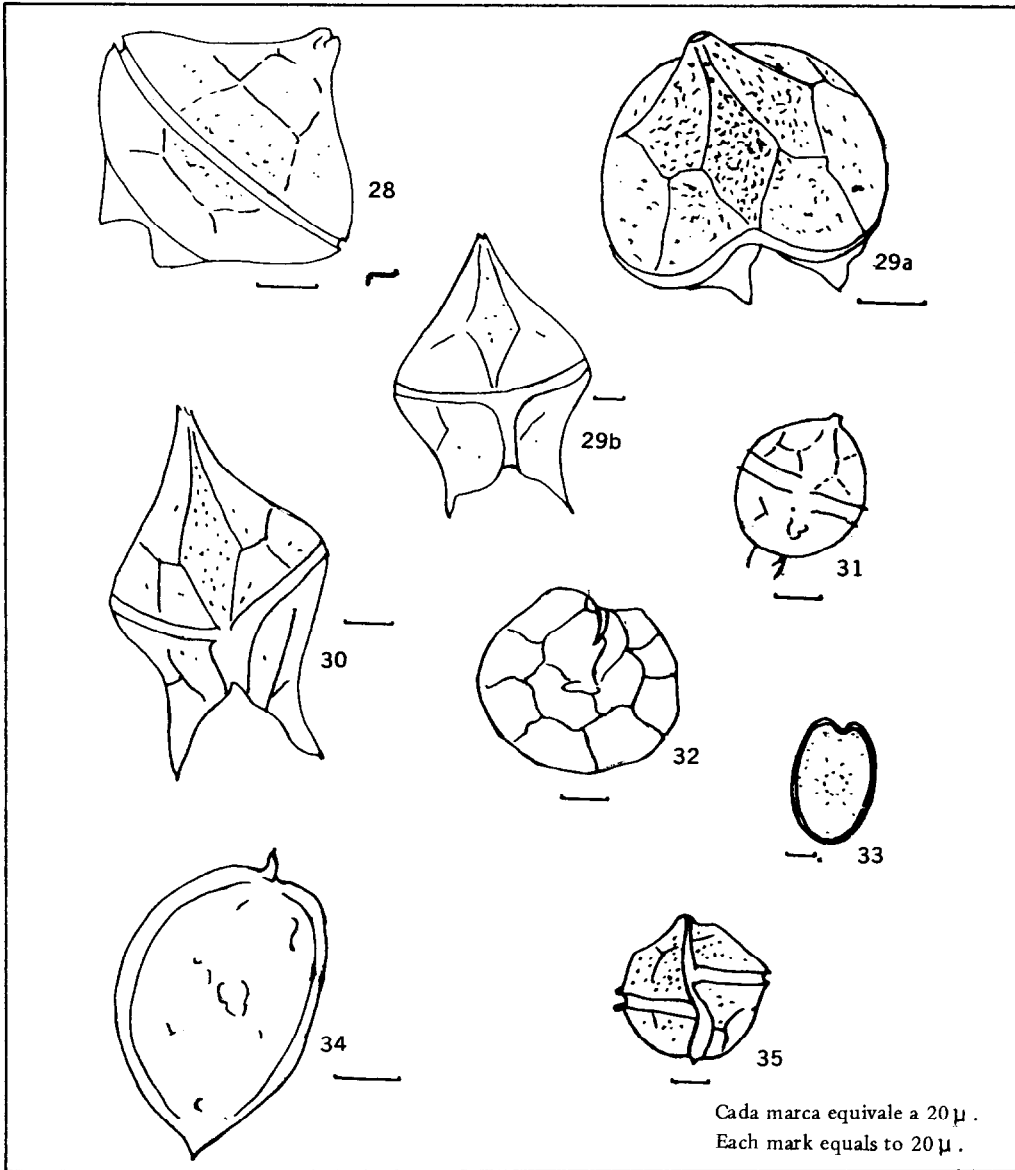 28
29a
29b
31
30
32
33
34
35
Cada marca equivale a 20 μ .
Each mark equals to 20 μ .